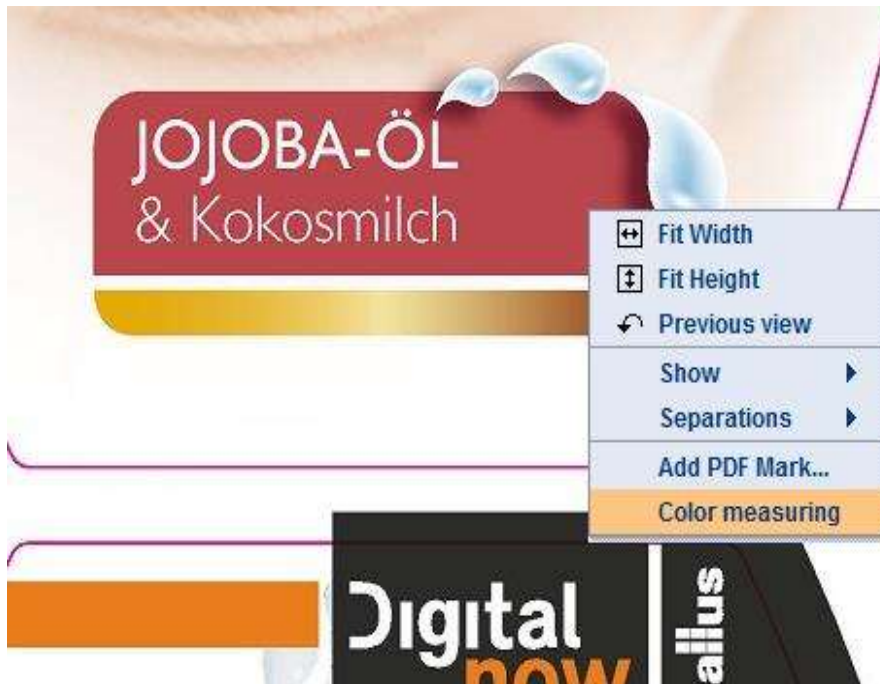 JOJOBA-ÖL
& Kokosmilch
Fit Width
Fit Height
Previous view
Show
Separations
Add PDF Mark...
Color measuring
Digital
now
allus